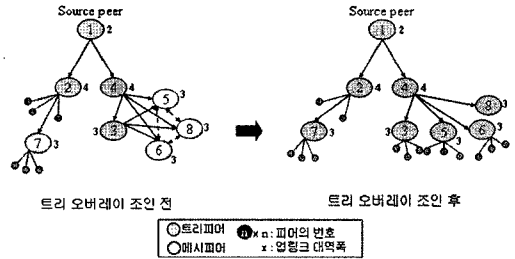 Source peer
Source peer
1 2
1 2
2 4
4 4
2 4
4 4
5 3
8 3
3 3
8 3
7 3
6 3
7 3
3 3
5 3
6 3
트리 오버레이 조인 전
트리 오버레이 조인 후
트리피어
n x n : 피어의 번호
메시피어
x : 업링크 대역폭